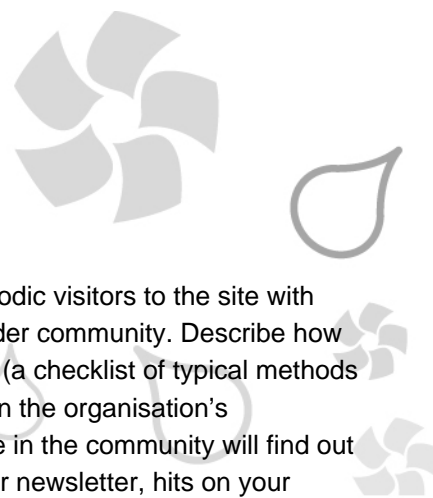 odic visitors to the site with
der community. Describe how
(a checklist of typical methods
n the organisation's
e in the community will find out
r newsletter, hits on your